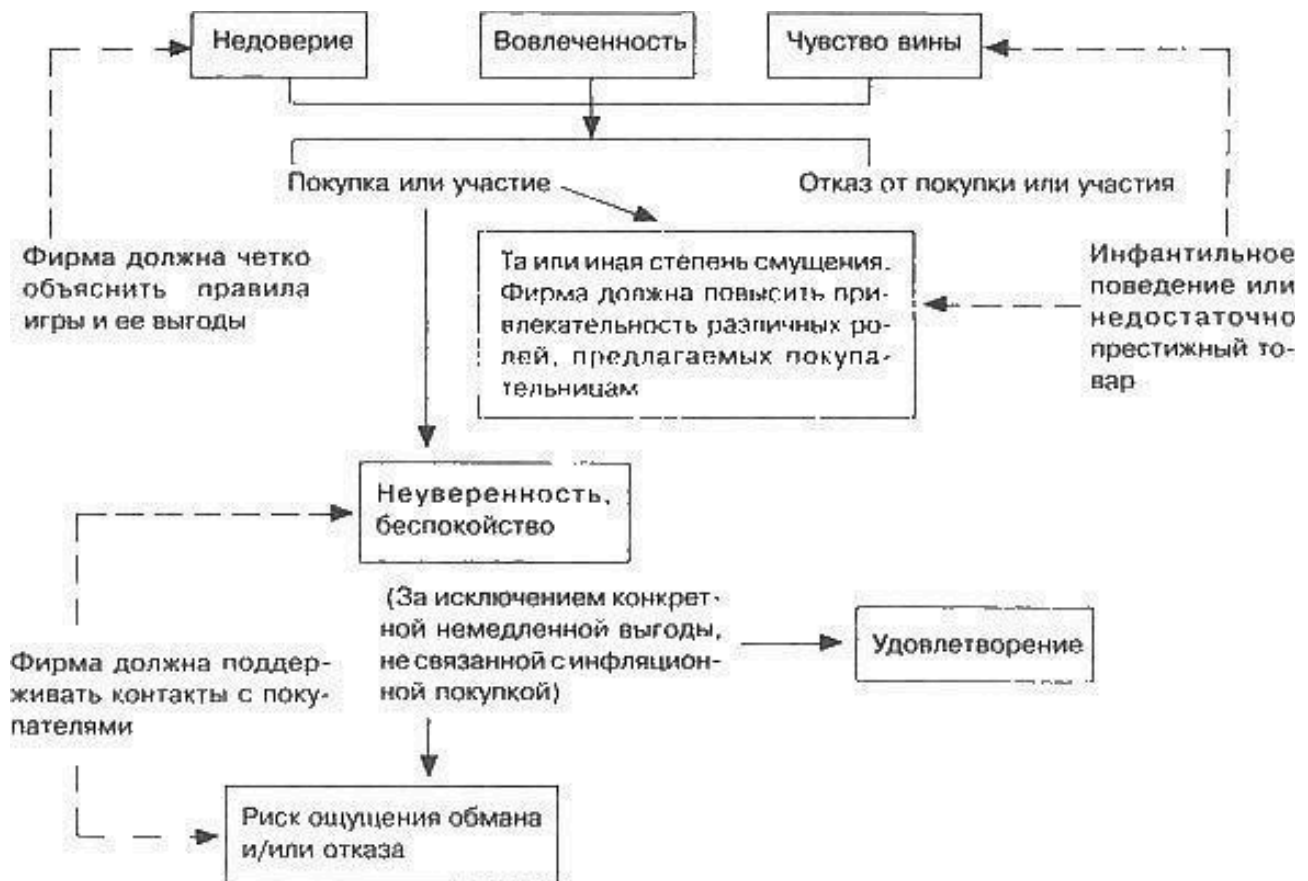 Недоверие
Вовлеченность
Чувство вины
Покупка или участие
Отказ от покупки или участия
Фирма должна четко
объяснить правила
игры и ее выгоды
Та или иная степень смущения.
Фирма должна повысить при-
влекательность различных ро-
лей, предлагаемых покупа-
тельницам
Инфантильное
поведение или
недостаточно
престижный то-
вар
Неуверенность,
беспокойство
(За исключением конкрет-
ной немедленной выгоды,
не связанной с инфляцион-
ной покупкой)
Удовлетворение
Фирма должна поддер-
живать контакты с поку-
пателями
Риск ощущения обмана
и/или отказа